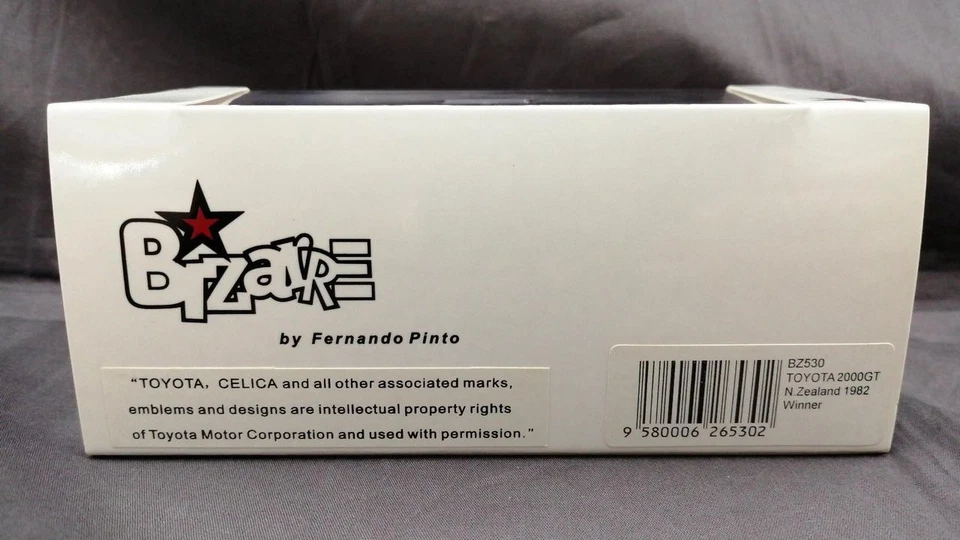 Bizarre
by Fernando Pinto
“TOYOTA, CELICA and all other associated marks,
emblems and designs are intellectual property rights
of Toyota Motor Corporation and used with permission.”
BZ530
TOYOTA 2000GT
N.Zealand 1982
Winner
9 580006 265302